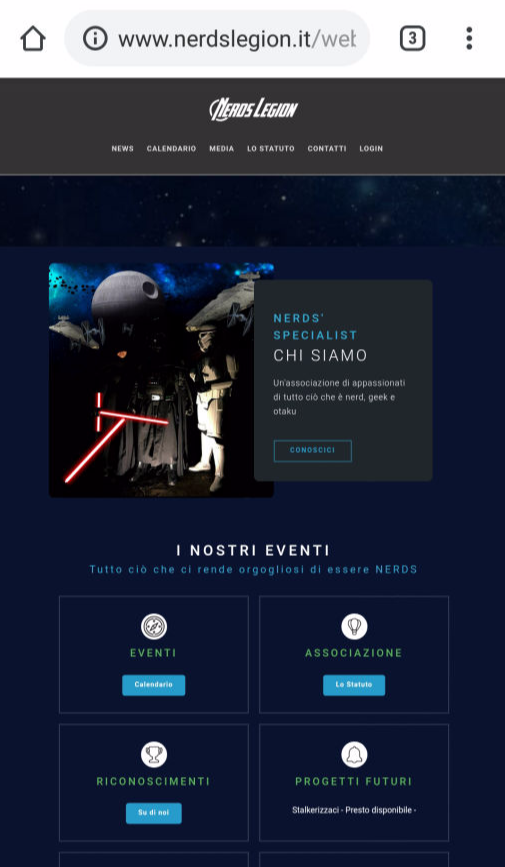 www.nerdslegion.it/web
3
NERDS LEGION
NEWS CALENDARIO MEDIA LO STATUTO CONTATTI LOGIN
NERDS'
SPECIALIST
CHI SIAMO
Un'associazione di appassionati
di tutto ciò che è nerd, geek e
otaku
CONOSCICI
I NOSTRI EVENTI
Tutto ciò che ci rende orgogliosi di essere NERDS
EVENTI
Calendario
ASSOCIAZIONE
Lo Statuto
RICONOSCIMENTI
Su di noi
PROGETTI FUTURI
Stalkerizzaci - Presto disponibile -